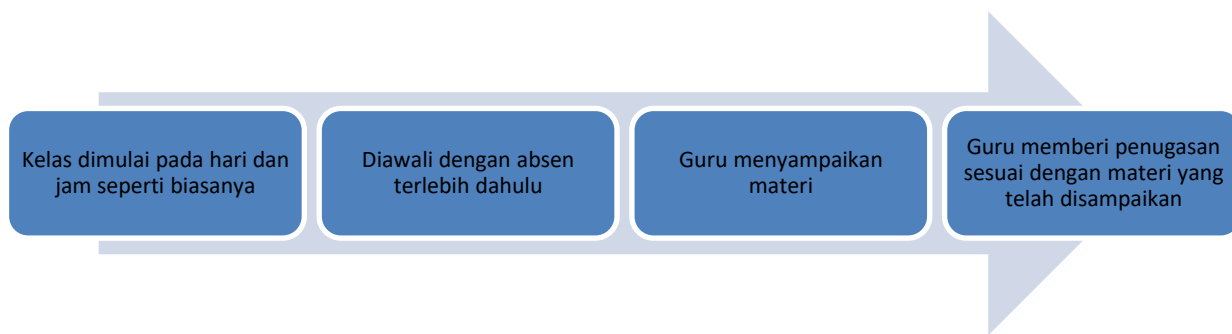 Kelas dimulai pada hari dan
jam seperti biasanya
Diawali dengan absen
terlebih dahulu
Guru menyampaikan
materi
Guru memberi penugasan
sesuai dengan materi yang
telah disampaikan